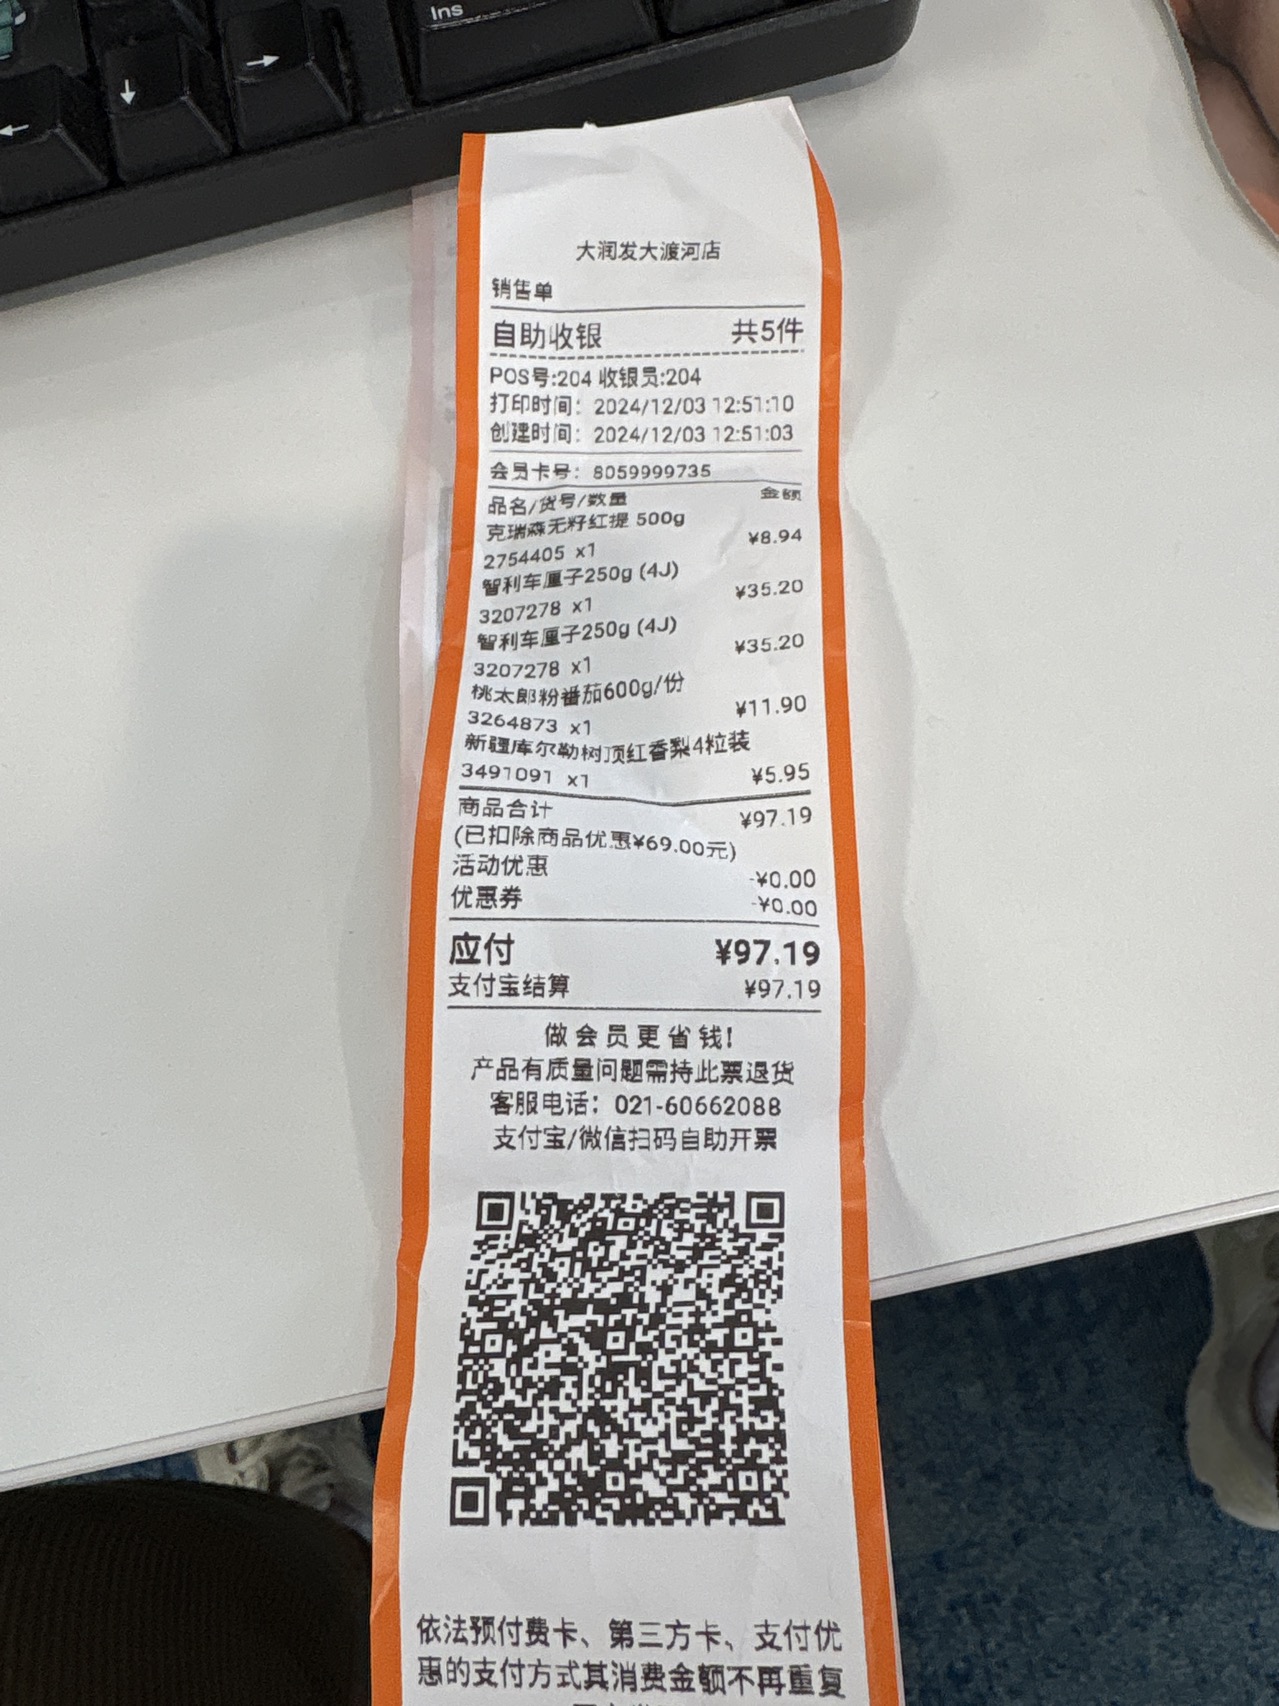 Ins
↓
→
←
大润发大渡河店
销售单
自助收银 共5件
POS号:204 收银员:204
打印时间: 2024/12/03 12:51:10
创建时间: 2024/12/03 12:51:03
会员卡号: 8059999735
品名/货号/数量 金额
克瑞森无籽红提 500g
2754405 x1 ¥8.94
智利车厘子250g (4J)
3207278 x1 ¥35.20
智利车厘子250g (4J)
3207278 x1 ¥35.20
桃太郎粉番茄600g/份
3264873 x1 ¥11.90
新疆库尔勒树顶红香梨4粒装
3491091 x1 ¥5.95
商品合计 ¥97.19
(已扣除商品优惠¥69.00元)
活动优惠 -¥0.00
优惠券 -¥0.00
应付 ¥97.19
支付宝结算 ¥97.19
做会员更省钱!
产品有质量问题需持此票退货
客服电话: 021-60662088
支付宝/微信扫码自助开票
依法预付费卡、第三方卡、支付优
惠的支付方式其消费金额不再重复